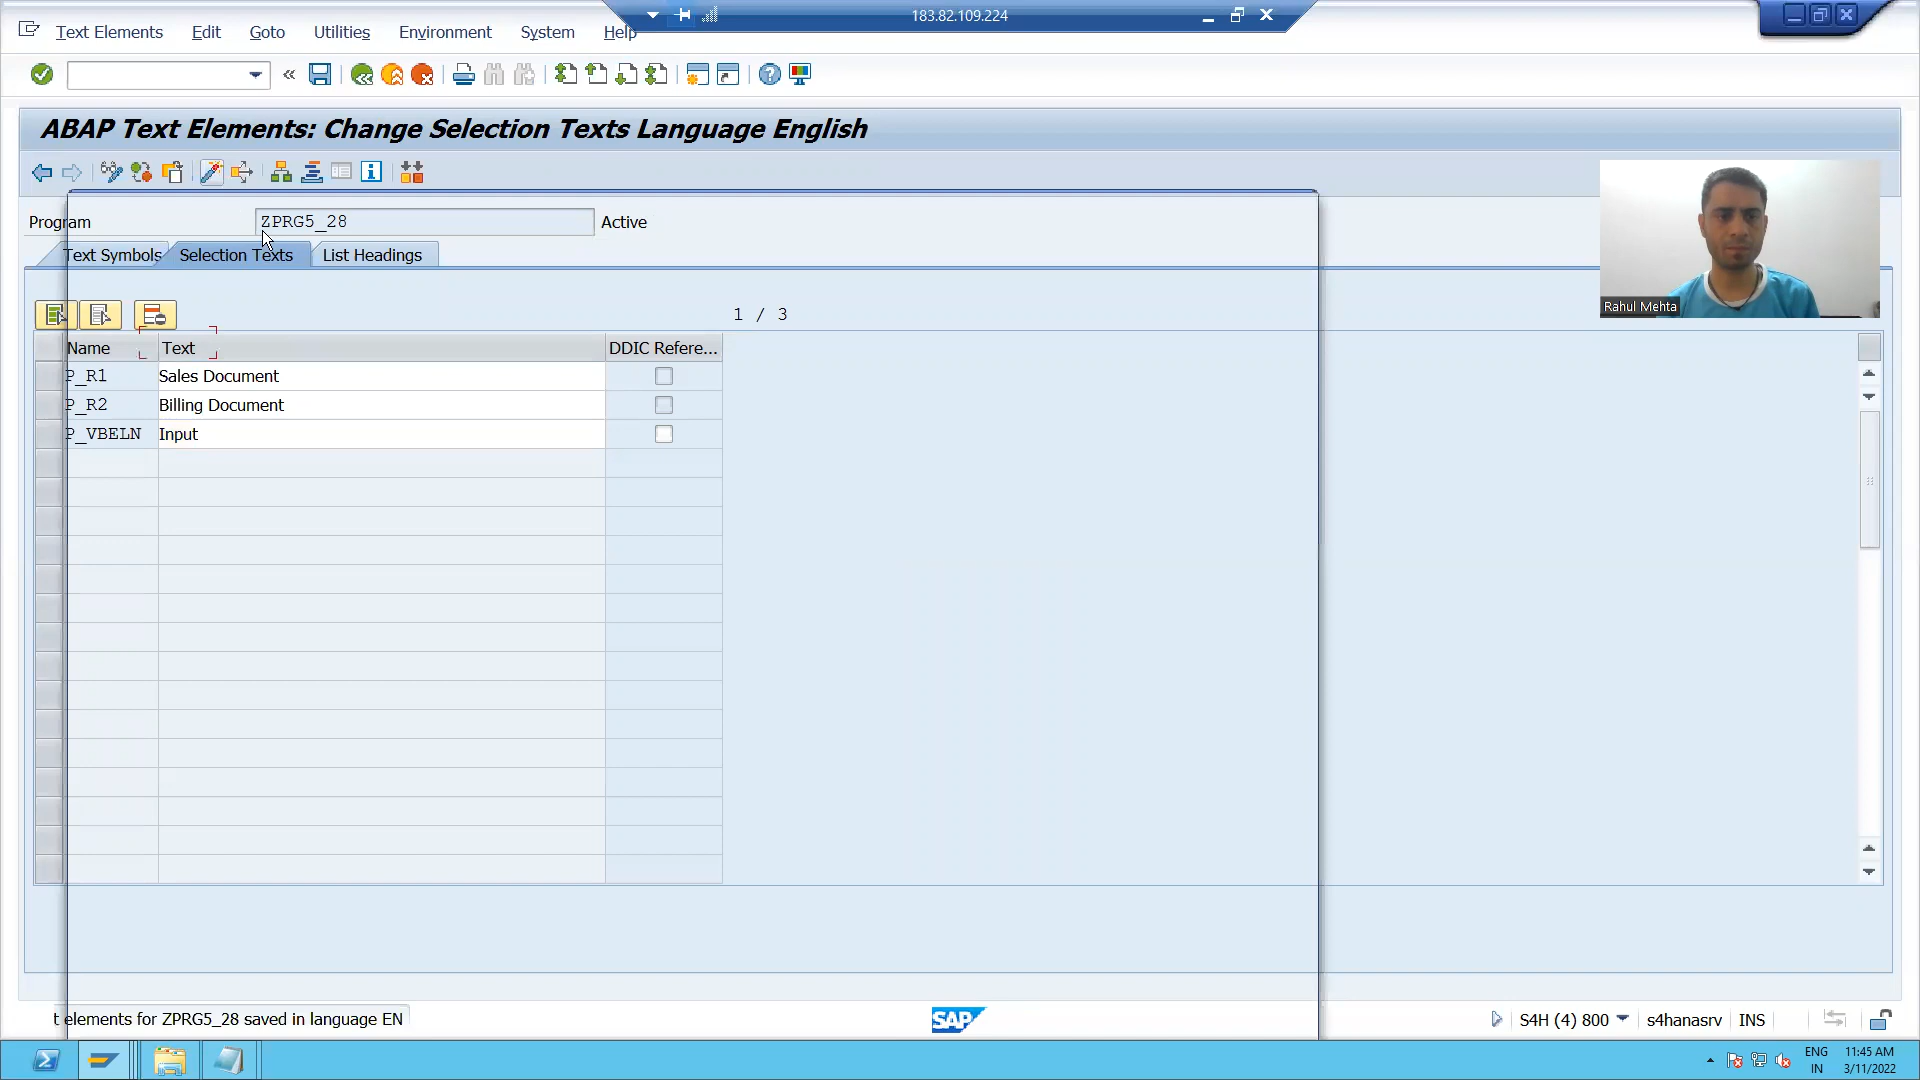 183.82.109.224
Text Elements Edit Goto Utilities Environment System Help
ABAP Text Elements: Change Selection Texts Language English
Program ZPRG5_28 Active
Text Symbols Selection Texts List Headings
1 / 3
Name Text DDIC Refere...
P_R1 Sales Document
P_R2 Billing Document
P_VBELN Input
Rahul Mehta
t elements for ZPRG5_28 saved in language EN
SAP
S4H (4) 800 s4hanasrv INS
ENG 11:45 AM
IN 3/11/2022